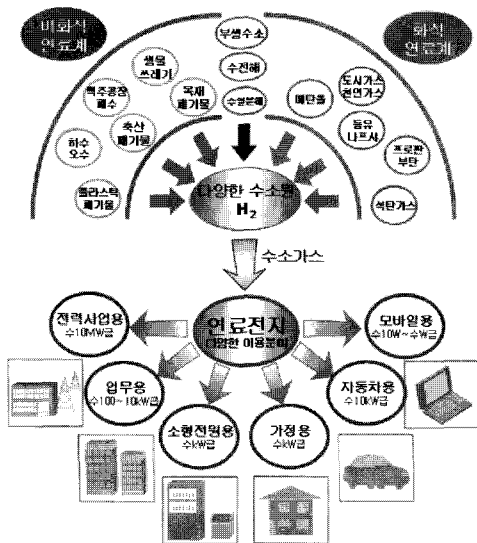 비화석
연료계
화석
연료계
부생수소
수전해
수열분해
생물
쓰레기
목재
폐기물
맥주공장
폐수
축산
폐기물
하수
오수
플라스틱
폐기물
메탄올
도시가스
천연가스
등유
나프사
프로판
부탄
석탄가스
다양한 수소원
H₂
수소가스
연료전지
다양한 이용분야
전력사업용
수10MW급
업무용
수100~10kW급
소형전원용
수kW급
가정용
수kW급
자동차용
수10kW급
모바일용
수10W~수W급